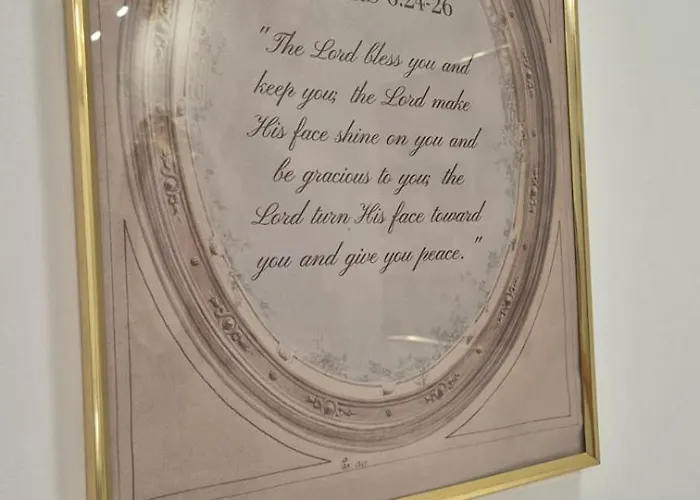 6:24-26
"The Lord bless you and
keep you; the Lord make
His face shine on you and
be gracious to you; the
Lord turn His face toward
you and give you peace."